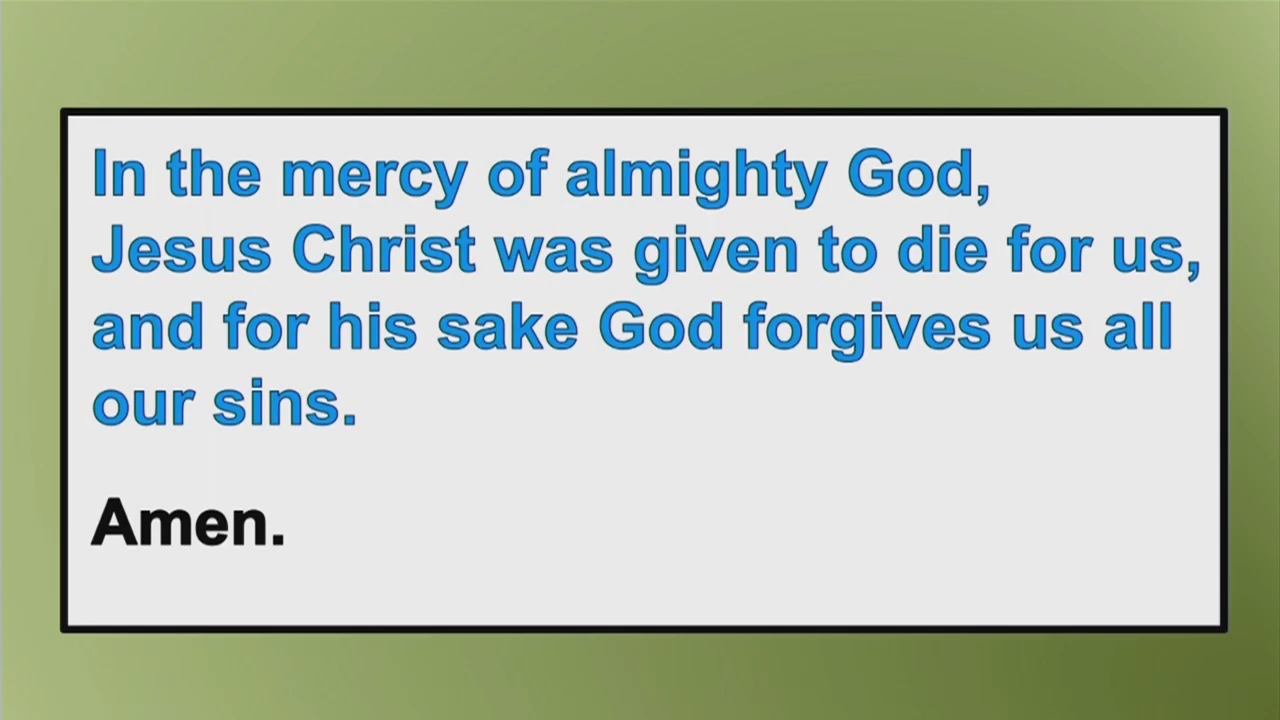 In the mercy of almighty God,
Jesus Christ was given to die for us,
and for his sake God forgives us all
our sins.
Amen.